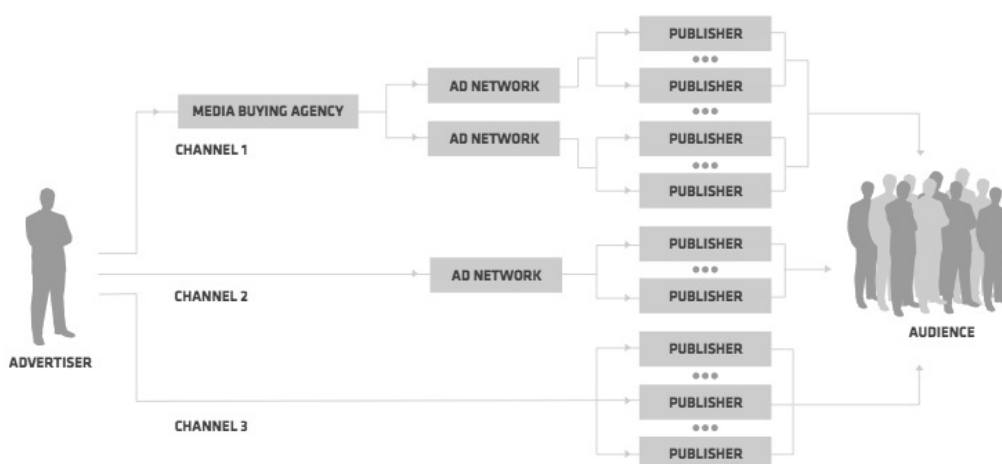 PUBLISHER
PUBLISHER
AD NETWORK
MEDIA BUYING AGENCY
AD NETWORK
PUBLISHER
CHANNEL 1
PUBLISHER
PUBLISHER
AD NETWORK
CHANNEL 2
PUBLISHER
AUDIENCE
PUBLISHER
ADVERTISER
PUBLISHER
CHANNEL 3
PUBLISHER